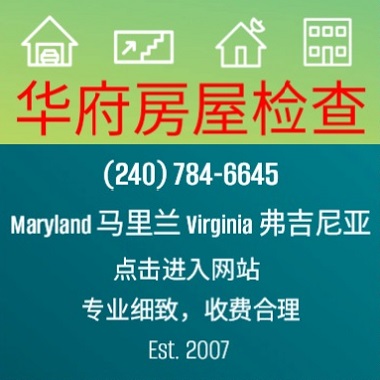 华府房屋检查
(240) 784-6645
Maryland 马里兰 Virginia 弗吉尼亚
点击进入网站
专业细致，收费合理
Est. 2007